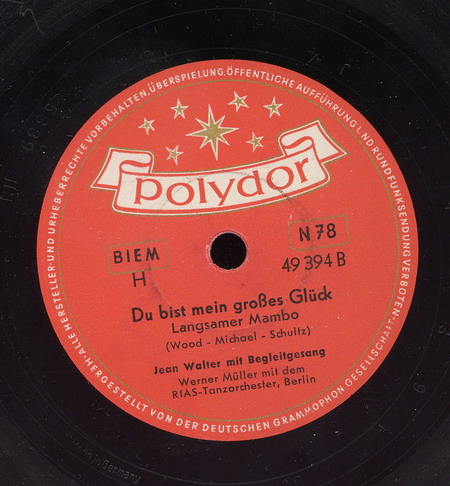 ALLE HERSTELLER- UND URHEBERRECHTE VORBEHALTEN, ÜBERSPIELUNG, ÖFFENTLICHE AUFFÜHRUNG UND RUNDFUNKSENDUNG VERBOTEN.
polydor
BIEM
H
N 78
49 394 B
Du bist mein großes Glück
Langsamer Mambo
(Wood - Michael - Schultz)
Jean Walter mit Begleitgesang
Werner Müller mit dem
RIAS-Tanzorchester, Berlin
HERGESTELLT VON DER DEUTSCHEN GRAMMOPHON GESELLSCHAFT
Germany